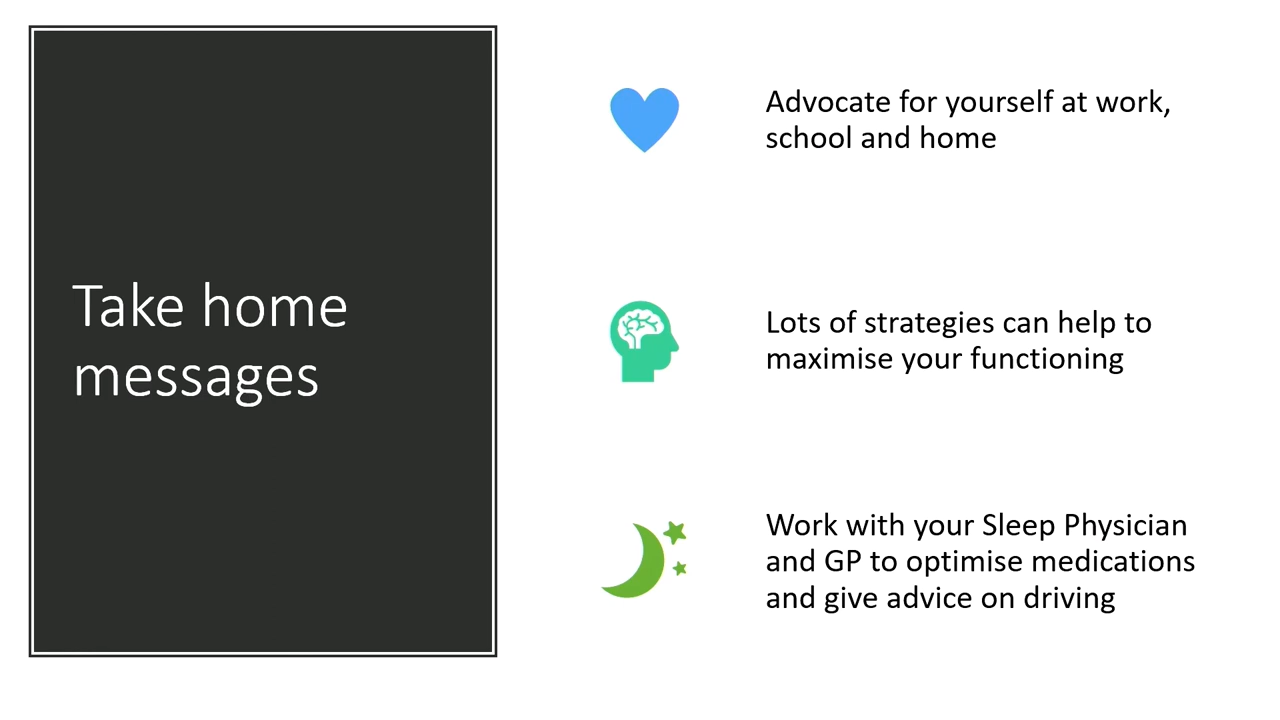 Take home
messages
Advocate for yourself at work,
school and home
Lots of strategies can help to
maximise your functioning
Work with your Sleep Physician
and GP to optimise medications
and give advice on driving